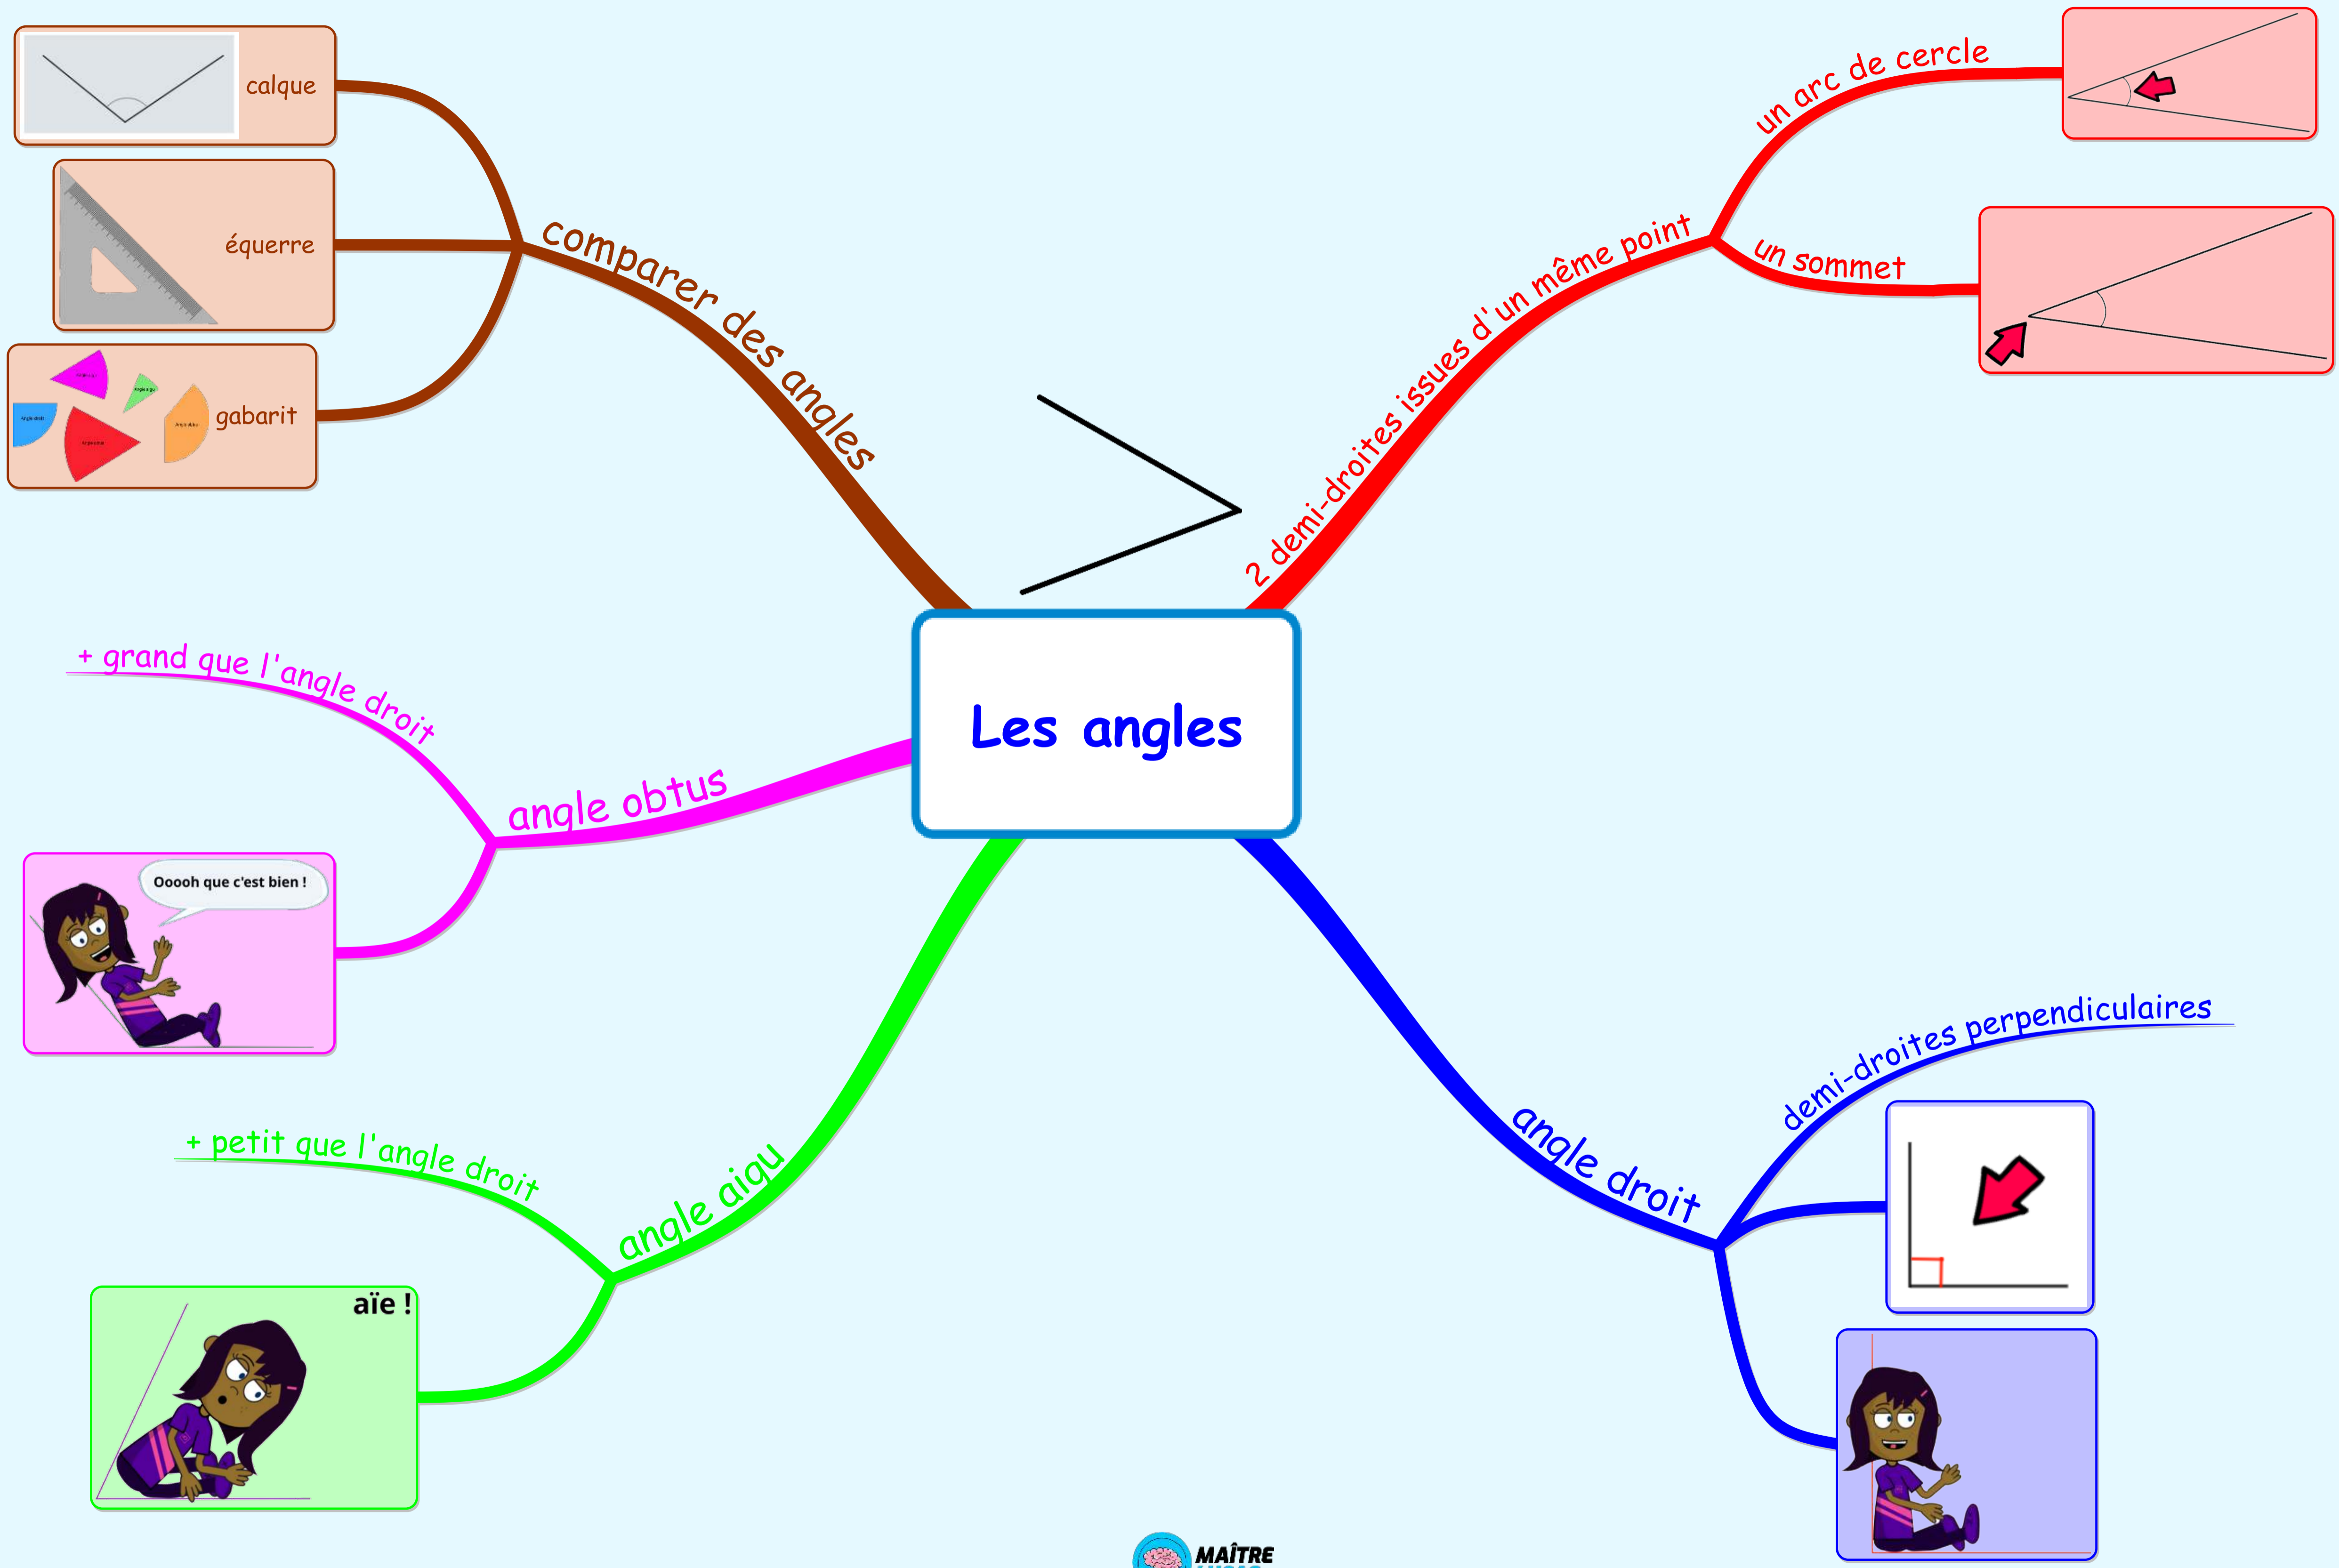 Les angles
2 demi-droites issues d'un même point
un arc de cercle
un sommet
angle droit
demi-droites perpendiculaires
angle aigu
+ petit que l'angle droit
aïe !
angle obtus
+ grand que l'angle droit
Ooooh que c'est bien !
comparer des angles
calque
équerre
gabarit
MAÎTRE